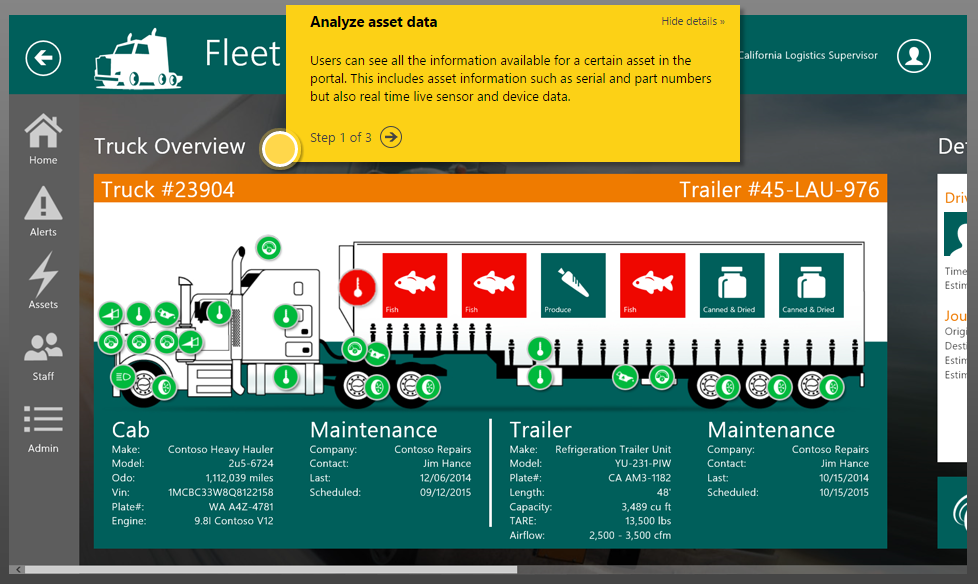 Analyze asset data
Hide details »
Users can see all the information available for a certain asset in the
portal. This includes asset information such as serial and part numbers
but also real time live sensor and device data.
Step 1 of 3
Fleet
California Logistics Supervisor
Home
Alerts
Assets
Staff
Admin
Truck Overview
Truck #23904
Trailer #45-LAU-976
Fish
Fish
Produce
Fish
Canned & Dried
Canned & Dried
Cab
Make: Contoso Heavy Hauler
Model: 2u5-6724
Odo: 1,112,039 miles
Vin: 1MCBC33W8Q8122158
Plate#: WA A4Z-4781
Engine: 9.8l Contoso V12
Maintenance
Company: Contoso Repairs
Contact: Jim Hance
Last: 12/06/2014
Scheduled: 09/12/2015
Trailer
Make: Refrigeration Trailer Unit
Model: YU-231-PIW
Plate#: CA AM3-1182
Length: 48'
Capacity: 3,489 cu ft
TARE: 13,500 lbs
Airflow: 2,500 - 3,500 cfm
Maintenance
Company: Contoso Repairs
Contact: Jim Hance
Last: 10/15/2014
Scheduled: 10/15/2015
De
Driv
Time
Estim
Jou
Origi
Desti
Estim
Estim